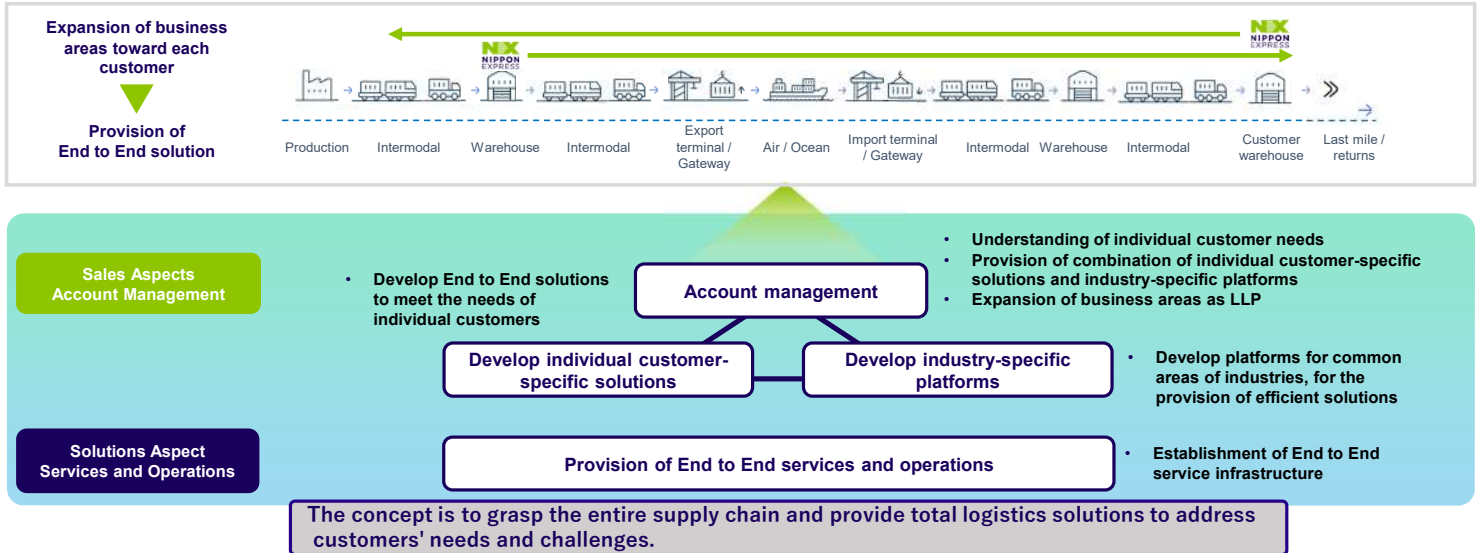 Expansion of business
areas toward each
customer
Provision of
End to End solution
NX
NIPPON
EXPRESS
NX
NIPPON
EXPRESS
Production
Intermodal
Warehouse
Intermodal
Export
terminal /
Gateway
Air / Ocean
Import terminal
/ Gateway
Intermodal
Warehouse
Intermodal
Customer
warehouse
Last mile /
returns
Sales Aspects
Account Management
• Develop End to End solutions
to meet the needs of
individual customers
Account management
• Understanding of individual customer needs
• Provision of combination of individual customer-specific
solutions and industry-specific platforms
• Expansion of business areas as LLP
Develop individual customer-
specific solutions
Develop industry-specific
platforms
• Develop platforms for common
areas of industries, for the
provision of efficient solutions
Solutions Aspect
Services and Operations
Provision of End to End services and operations
• Establishment of End to End
service infrastructure
The concept is to grasp the entire supply chain and provide total logistics solutions to address
customers' needs and challenges.